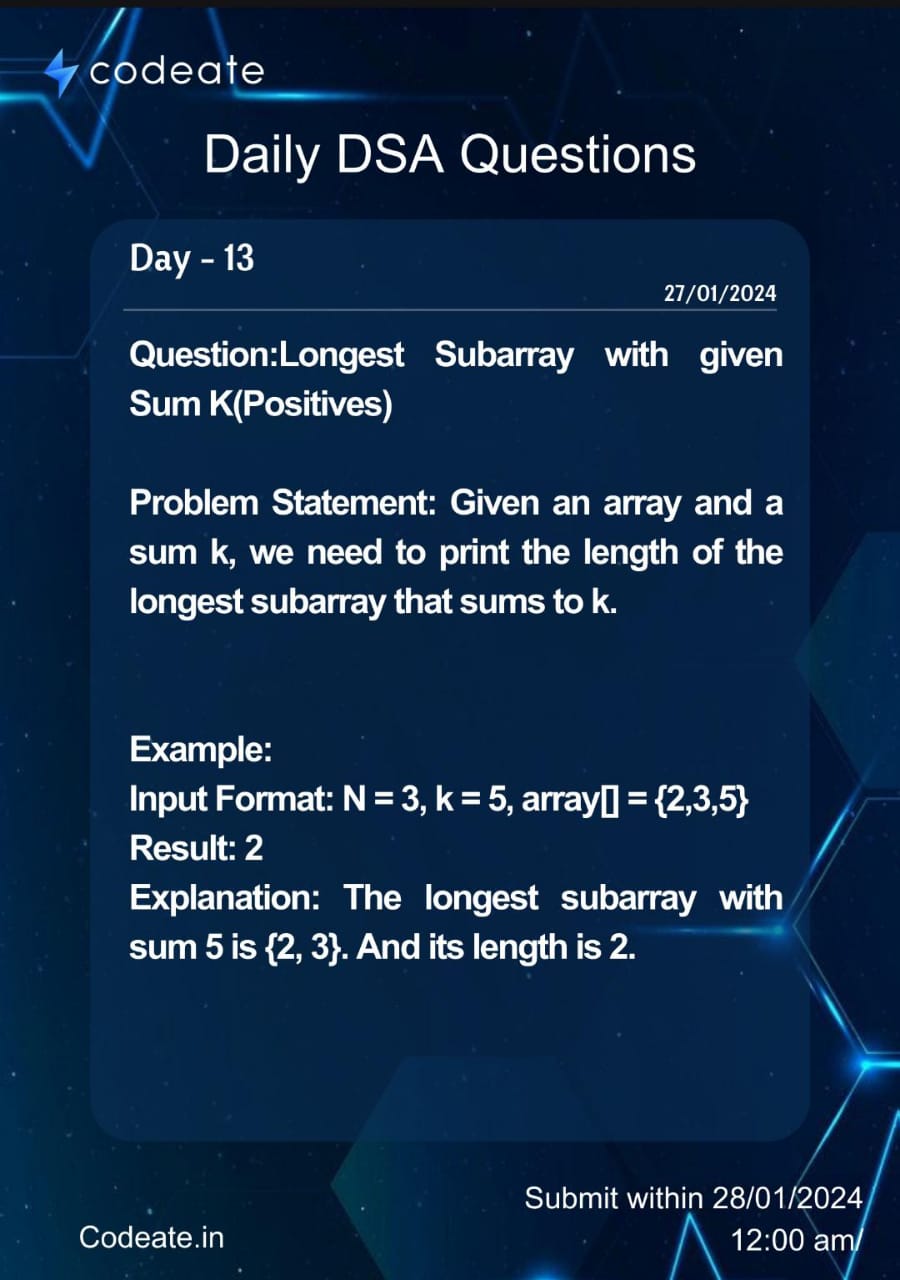 codeate
Daily DSA Questions
Day - 13
27/01/2024
Question:Longest Subarray with given
Sum K(Positives)
Problem Statement: Given an array and a
sum k, we need to print the length of the
longest subarray that sums to k.
Example:
Input Format: N = 3, k = 5, array[] = {2,3,5}
Result: 2
Explanation: The longest subarray with
sum 5 is {2, 3}. And its length is 2.
Submit within 28/01/2024
12:00 am/
Codeate.in